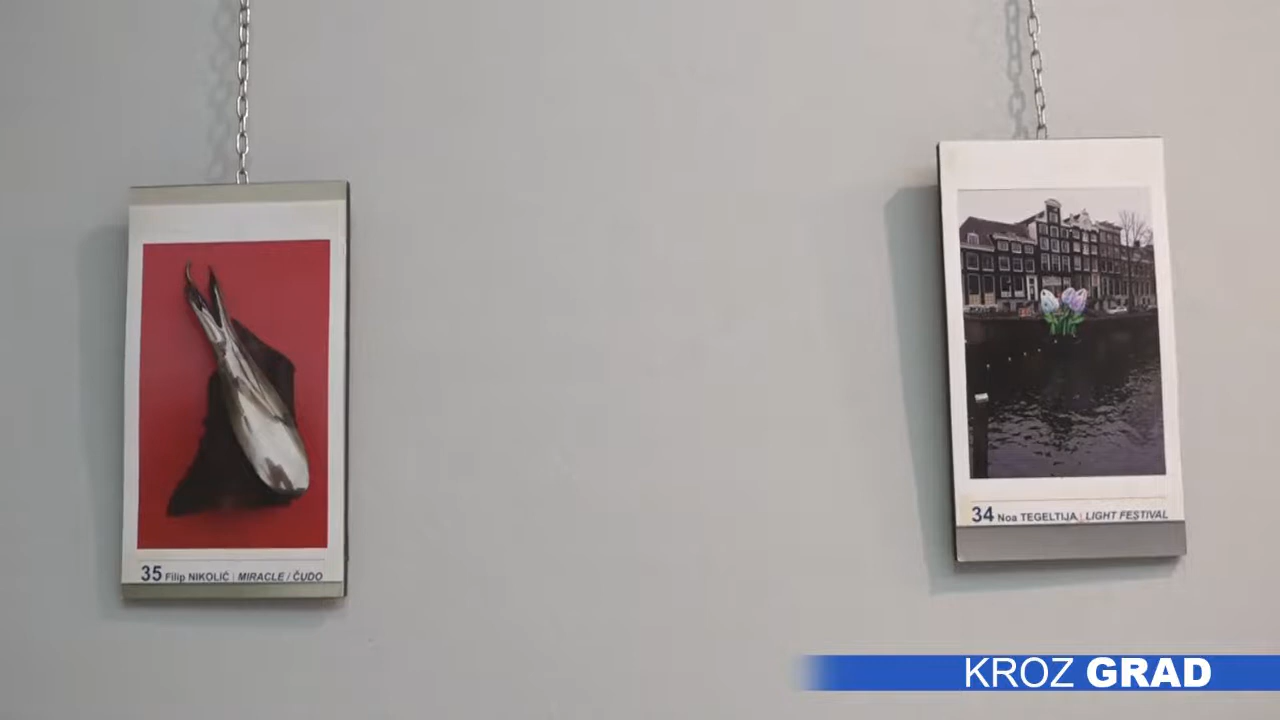 35 Filip NIKOLIĆ | MIRACLE / ČUDO
34 Noa TEGELTIJA | LIGHT FESTIVAL
KROZ GRAD